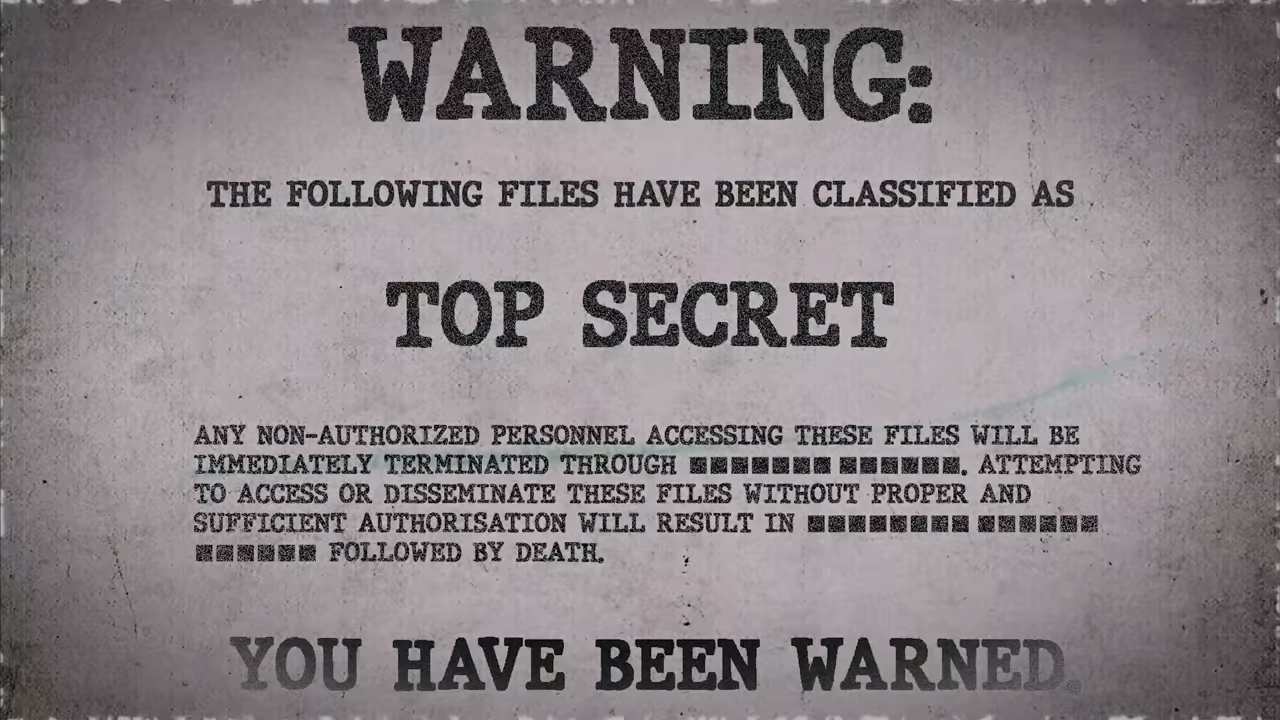 WARNING:
THE FOLLOWING FILES HAVE BEEN CLASSIFIED AS
TOP SECRET
ANY NON-AUTHORIZED PERSONNEL ACCESSING THESE FILES WILL BE
IMMEDIATELY TERMINATED THROUGH ■■■■■■■ ■■■■■■. ATTEMPTING
TO ACCESS OR DISSEMINATE THESE FILES WITHOUT PROPER AND
SUFFICIENT AUTHORISATION WILL RESULT IN ■■■■■■■■ ■■■■■■
■■■■■■ FOLLOWED BY DEATH.
YOU HAVE BEEN WARNED.